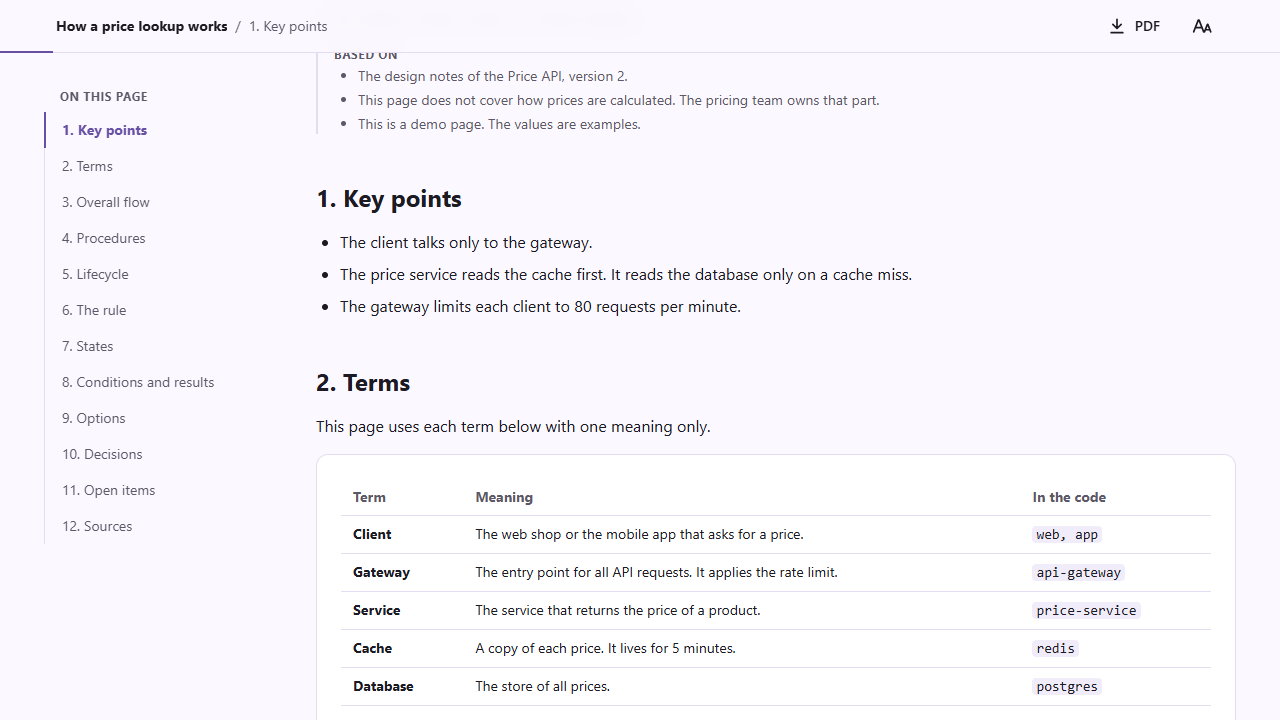 How a price lookup works / 1. Key points
PDF
AA
BASED ON
• The design notes of the Price API, version 2.
• This page does not cover how prices are calculated. The pricing team owns that part.
• This is a demo page. The values are examples.
ON THIS PAGE
1. Key points
2. Terms
3. Overall flow
4. Procedures
5. Lifecycle
6. The rule
7. States
8. Conditions and results
9. Options
10. Decisions
11. Open items
12. Sources
1. Key points
• The client talks only to the gateway.
• The price service reads the cache first. It reads the database only on a cache miss.
• The gateway limits each client to 80 requests per minute.
2. Terms
This page uses each term below with one meaning only.
Term Meaning In the code
Client The web shop or the mobile app that asks for a price. web, app
Gateway The entry point for all API requests. It applies the rate limit. api-gateway
Service The service that returns the price of a product. price-service
Cache A copy of each price. It lives for 5 minutes. redis
Database The store of all prices. postgres